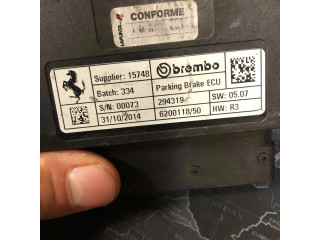 CONFORME
Supplier: 15748
brembo
Batch: 334
Parking Brake ECU
S/N: 00073
294319
SW: 05.07
31/10/2014
6200118/50
HW: R3